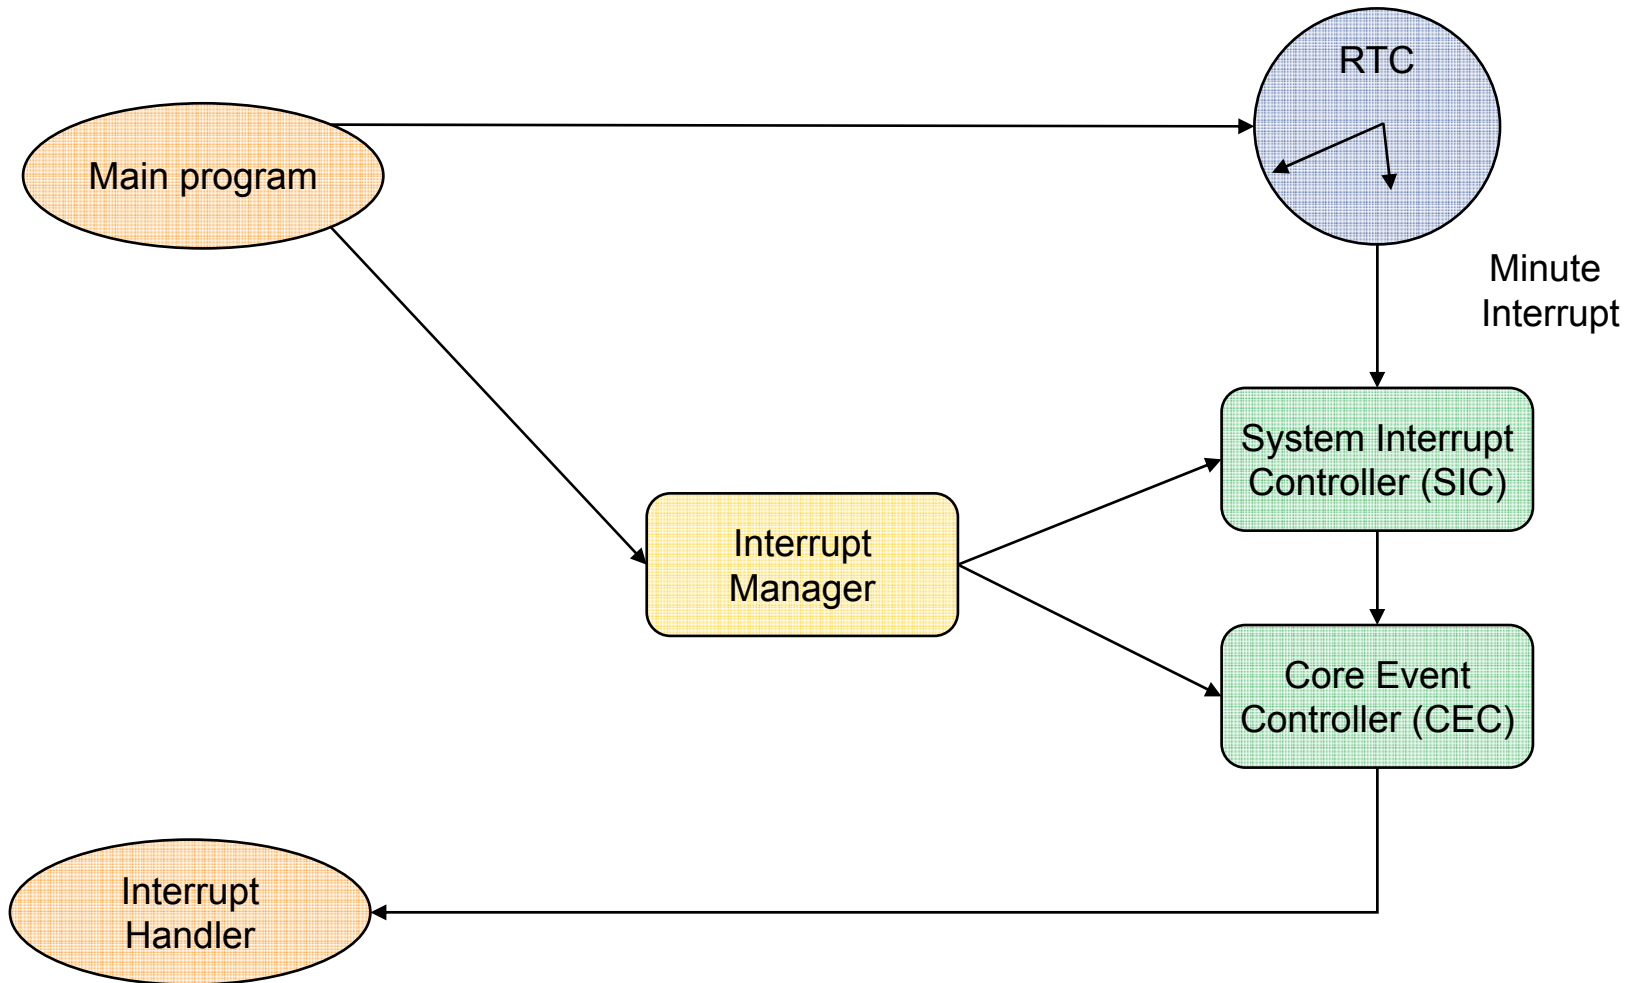 RTC
Main program
Minute
Interrupt
System Interrupt
Controller (SIC)
Interrupt
Manager
Core Event
Controller (CEC)
Interrupt
Handler